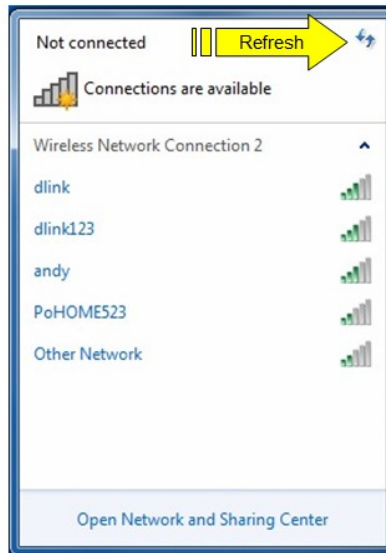 Not connected
Refresh
Connections are available
Wireless Network Connection 2
dlink
dlink123
andy
PoHOME523
Other Network
Open Network and Sharing Center